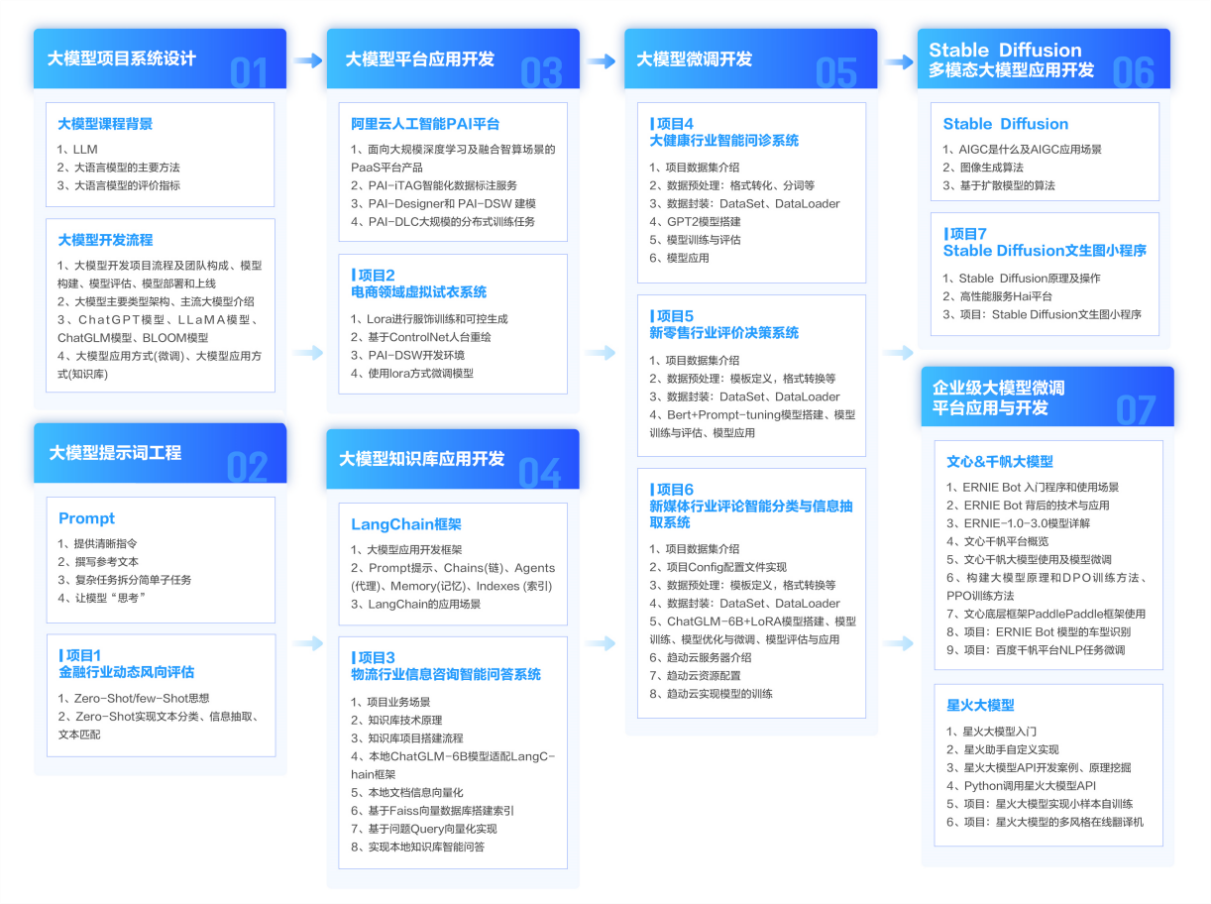 大模型项目系统设计
01
大模型课程背景
1、LLM
2、大语言模型的主要方法
3、大语言模型的评价指标
大模型开发流程
1、大模型开发项目流程及团队构成、模型
构建、模型评估、模型部署和上线
2、大模型主要类型架构、主流大模型介绍
3、ChatGPT模型、LLaMA模型、
ChatGLM模型、BLOOM模型
4、大模型应用方式(微调)、大模型应用方
式(知识库)
大模型提示词工程
02
Prompt
1、提供清晰指令
2、撰写参考文本
3、复杂任务拆分简单子任务
4、让模型“思考”
项目1
金融行业动态风向评估
1、Zero-Shot/few-Shot思想
2、Zero-Shot实现文本分类、信息抽取、
文本匹配
大模型平台应用开发
03
阿里云人工智能PAI平台
1、面向大规模深度学习及融合智算场景的
PaaS平台产品
2、PAI-iTAG智能化数据标注服务
3、PAI-Designer和 PAI-DSW 建模
4、PAI-DLC大规模的分布式训练任务
项目2
电商领域虚拟试衣系统
1、Lora进行服饰训练和可控生成
2、基于ControlNet人台重绘
3、PAI-DSW开发环境
4、使用lora方式微调模型
大模型知识库应用开发
04
LangChain框架
1、大模型应用开发框架
2、Prompt提示、Chains(链)、Agents
(代理)、Memory(记忆)、Indexes (索引)
3、LangChain的应用场景
项目3
物流行业信息咨询智能问答系统
1、项目业务场景
2、知识库技术原理
3、知识库项目搭建流程
4、本地ChatGLM-6B模型适配LangC-
hain框架
5、本地文档信息向量化
6、基于Faiss向量数据库搭建索引
7、基于问题Query向量化实现
8、实现本地知识库智能问答
大模型微调开发
05
项目4
大健康行业智能问诊系统
1、项目数据集介绍
2、数据预处理：格式转化、分词等
3、数据封装：DataSet、DataLoader
4、GPT2模型搭建
5、模型训练与评估
6、模型应用
项目5
新零售行业评价决策系统
1、项目数据集介绍
2、数据预处理：模板定义，格式转换等
3、数据封装：DataSet、DataLoader
4、Bert+Prompt-tuning模型搭建、模型
训练与评估、模型应用
项目6
新媒体行业评论智能分类与信息抽
取系统
1、项目数据集介绍
2、项目Config配置文件实现
3、数据预处理：模板定义，格式转换等
4、数据封装：DataSet、DataLoader
5、ChatGLM-6B+LoRA模型搭建、模型
训练、模型优化与微调、模型评估与应用
6、趋动云服务器介绍
7、趋动云资源配置
8、趋动云实现模型的训练
Stable Diffusion
多模态大模型应用开发
06
Stable Diffusion
1、AIGC是什么及AIGC应用场景
2、图像生成算法
3、基于扩散模型的算法
项目7
Stable Diffusion文生图小程序
1、Stable Diffusion原理及操作
2、高性能服务Hai平台
3、项目：Stable Diffusion文生图小程序
企业级大模型微调
平台应用与开发
07
文心&千帆大模型
1、ERNIE Bot 入门程序和使用场景
2、ERNIE Bot 背后的技术与应用
3、ERNIE-1.0-3.0模型详解
4、文心千帆平台概览
5、文心千帆大模型使用及模型微调
6、构建大模型原理和DPO训练方法、
PPO训练方法
7、文心底层框架PaddlePaddle框架使用
8、项目：ERNIE Bot 模型的车型识别
9、项目：百度千帆平台NLP任务微调
星火大模型
1、星火大模型入门
2、星火助手自定义实现
3、星火大模型API开发案例、原理挖掘
4、Python调用星火大模型API
5、项目：星火大模型实现小样本自训练
6、项目：星火大模型的多风格在线翻译机